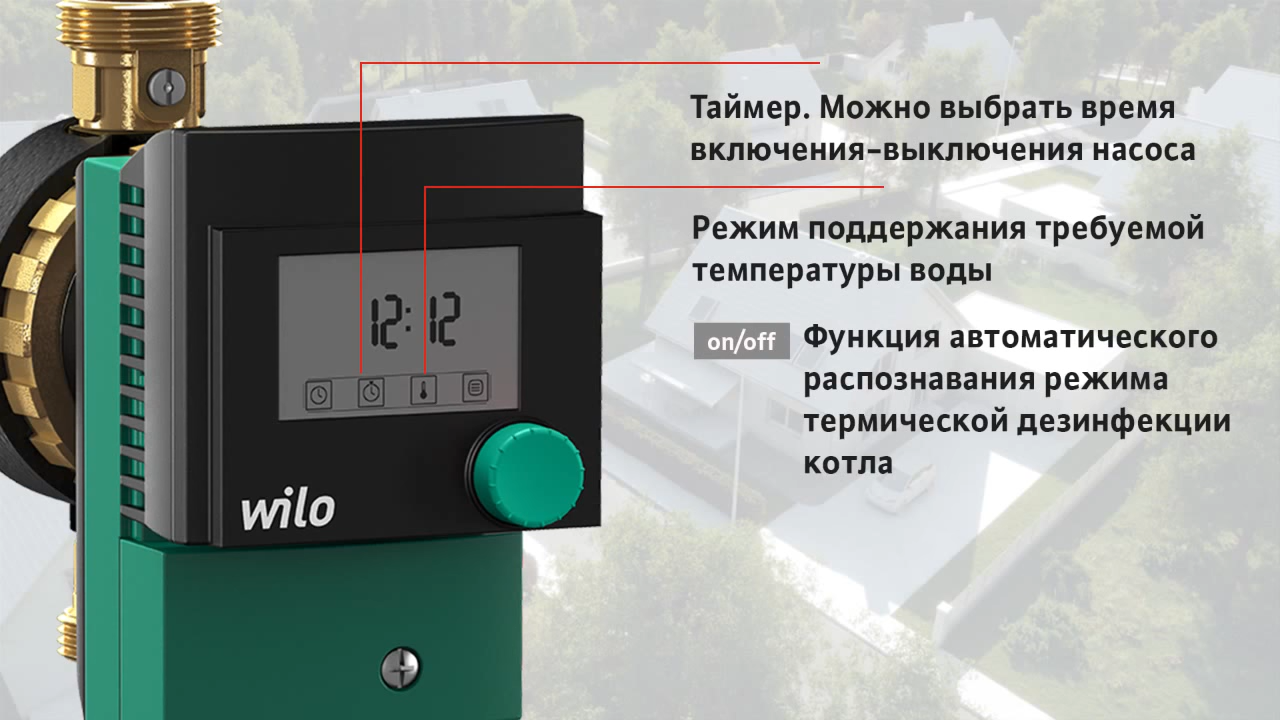 Таймер. Можно выбрать время
включения-выключения насоса
Режим поддержания требуемой
температуры воды
on/off
Функция автоматического
распознавания режима
термической дезинфекции
котла
12:12
wilo